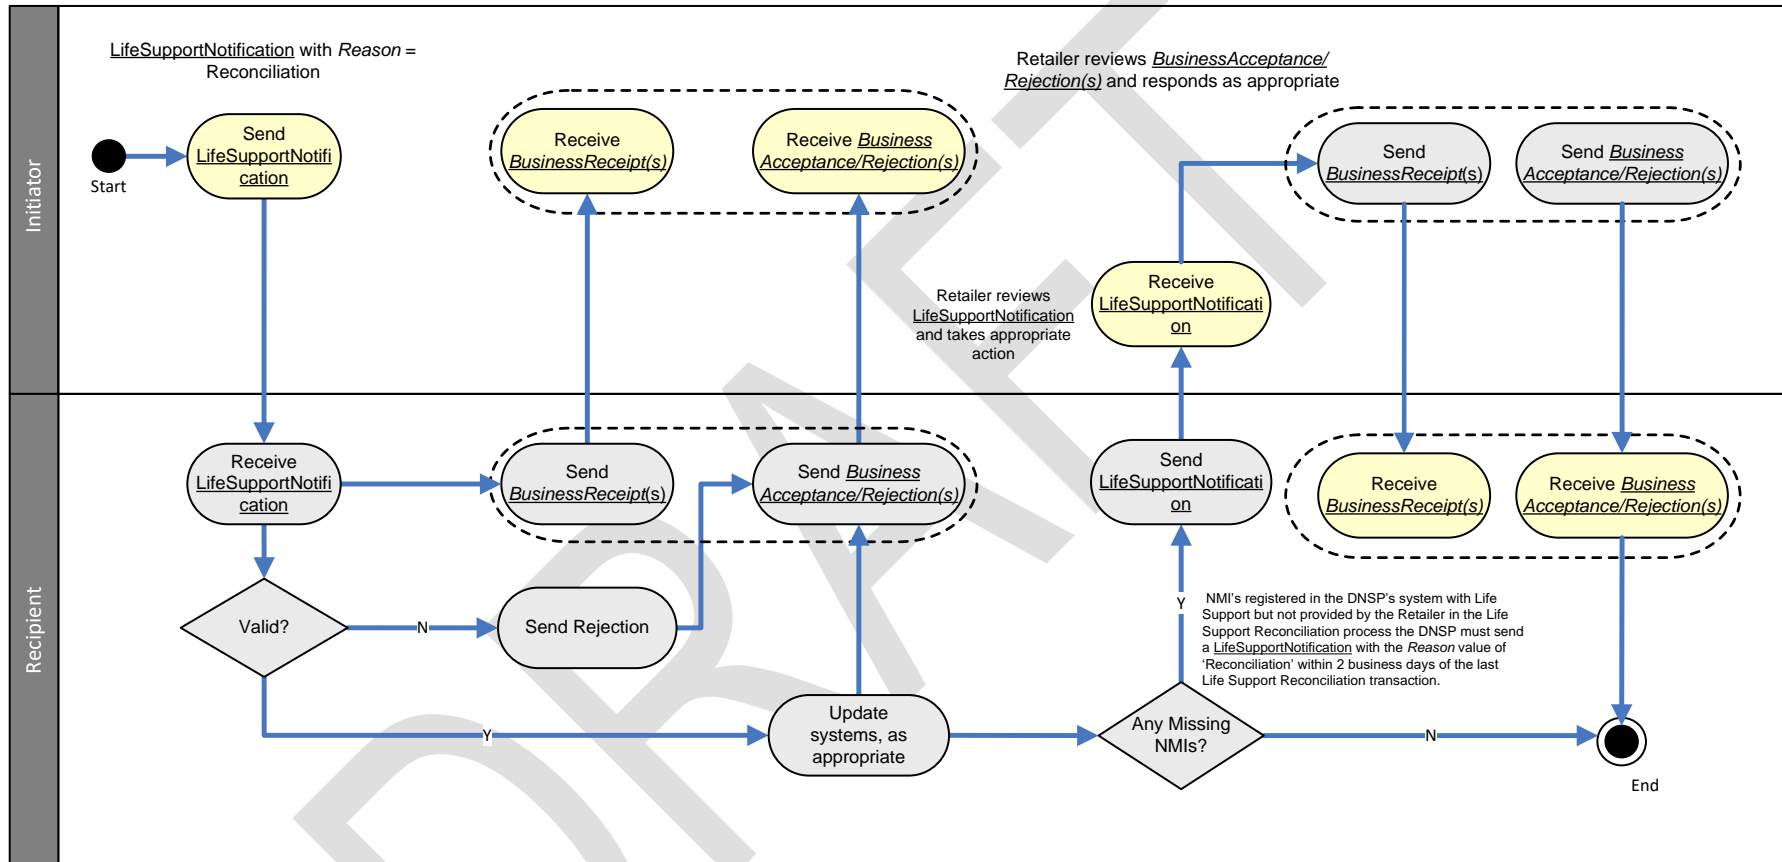 Initiator
LifeSupportNotification with Reason =
Reconciliation
Start
Send
LifeSupportNotifi
cation
Receive
BusinessReceipt(s)
Receive Business
Acceptance/Rejection(s)
Retailer reviews BusinessAcceptance/
Rejection(s) and responds as appropriate
Send
BusinessReceipt(s)
Send Business
Acceptance/Rejection(s)
Retailer reviews
LifeSupportNotification
and takes appropriate
action
Receive
LifeSupportNotificati
on
Recipient
Receive
LifeSupportNotifi
cation
Send
BusinessReceipt(s)
Send Business
Acceptance/Rejection(s)
Send
LifeSupportNotificati
on
Receive
BusinessReceipt(s)
Receive Business
Acceptance/Rejection(s)
Valid?
N
Send Rejection
Y
NMI's registered in the DNSP's system with Life
Support but not provided by the Retailer in the Life
Support Reconciliation process the DNSP must send
a LifeSupportNotification with the Reason value of
‘Reconciliation’ within 2 business days of the last
Life Support Reconciliation transaction.
Y
Update
systems, as
appropriate
Any Missing
NMIs?
N
End
DRAFT